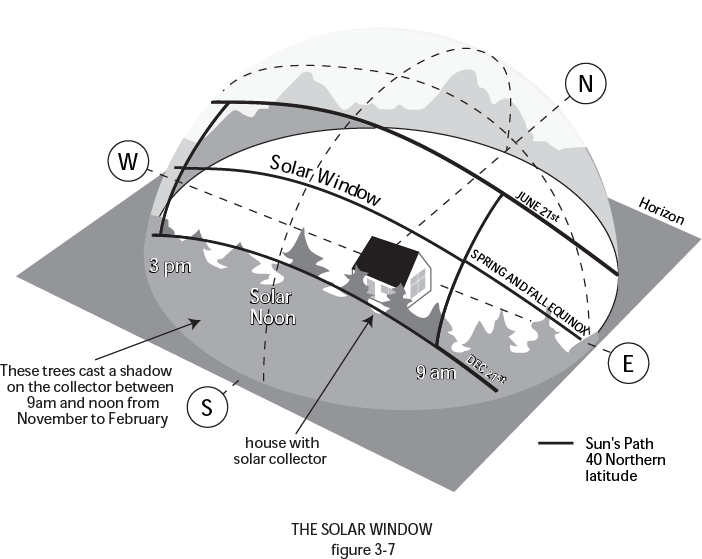 N
W
Solar Window
JUNE 21st
Horizon
SPRING AND FALL EQUINOX
3 pm
Solar
Noon
9 am
DEC 21st
E
These trees cast a shadow
on the collector between
9am and noon from
November to February
S
house with
solar collector
Sun's Path
40 Northern
latitude
THE SOLAR WINDOW
figure 3-7